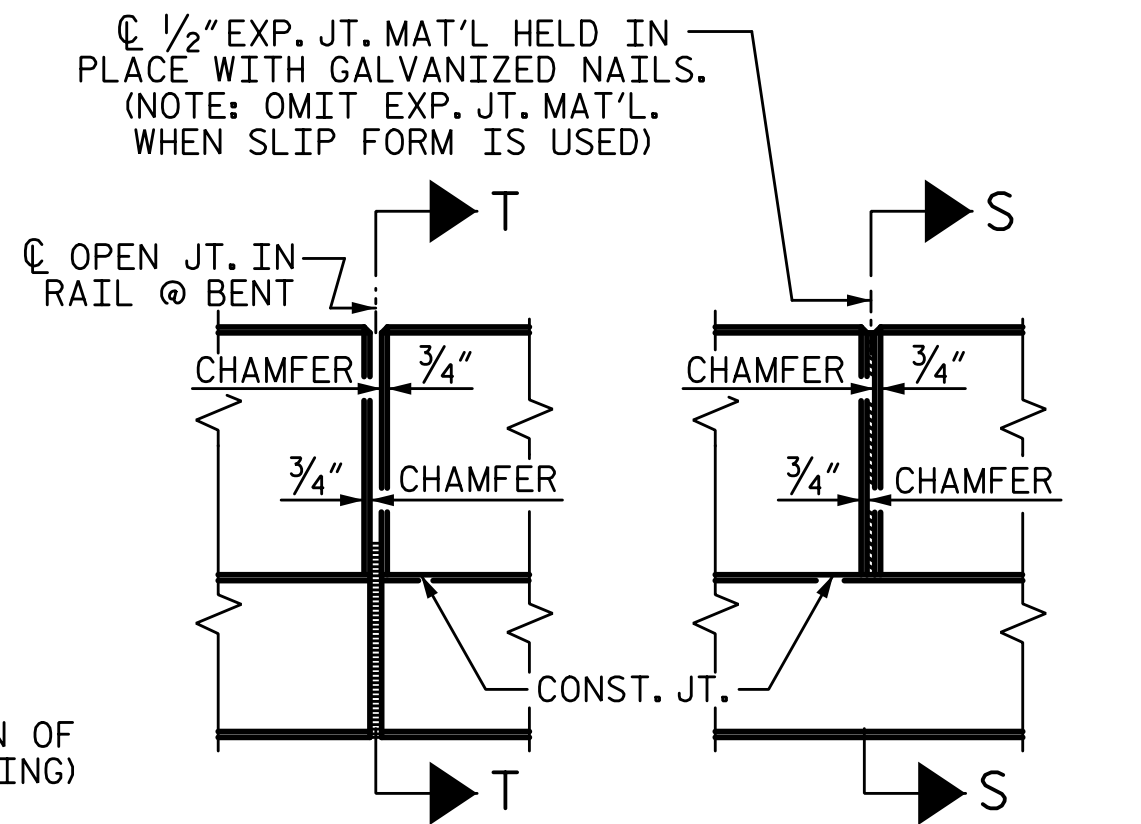 ℄ 1/2" EXP. JT. MAT'L HELD IN
PLACE WITH GALVANIZED NAILS.
(NOTE: OMIT EXP. JT. MAT'L.
WHEN SLIP FORM IS USED)
T
S
℄ OPEN JT. IN
RAIL @ BENT
CHAMFER
3/4"
CHAMFER
3/4"
3/4"
CHAMFER
3/4"
CHAMFER
CONST. JT.
OF
T
S